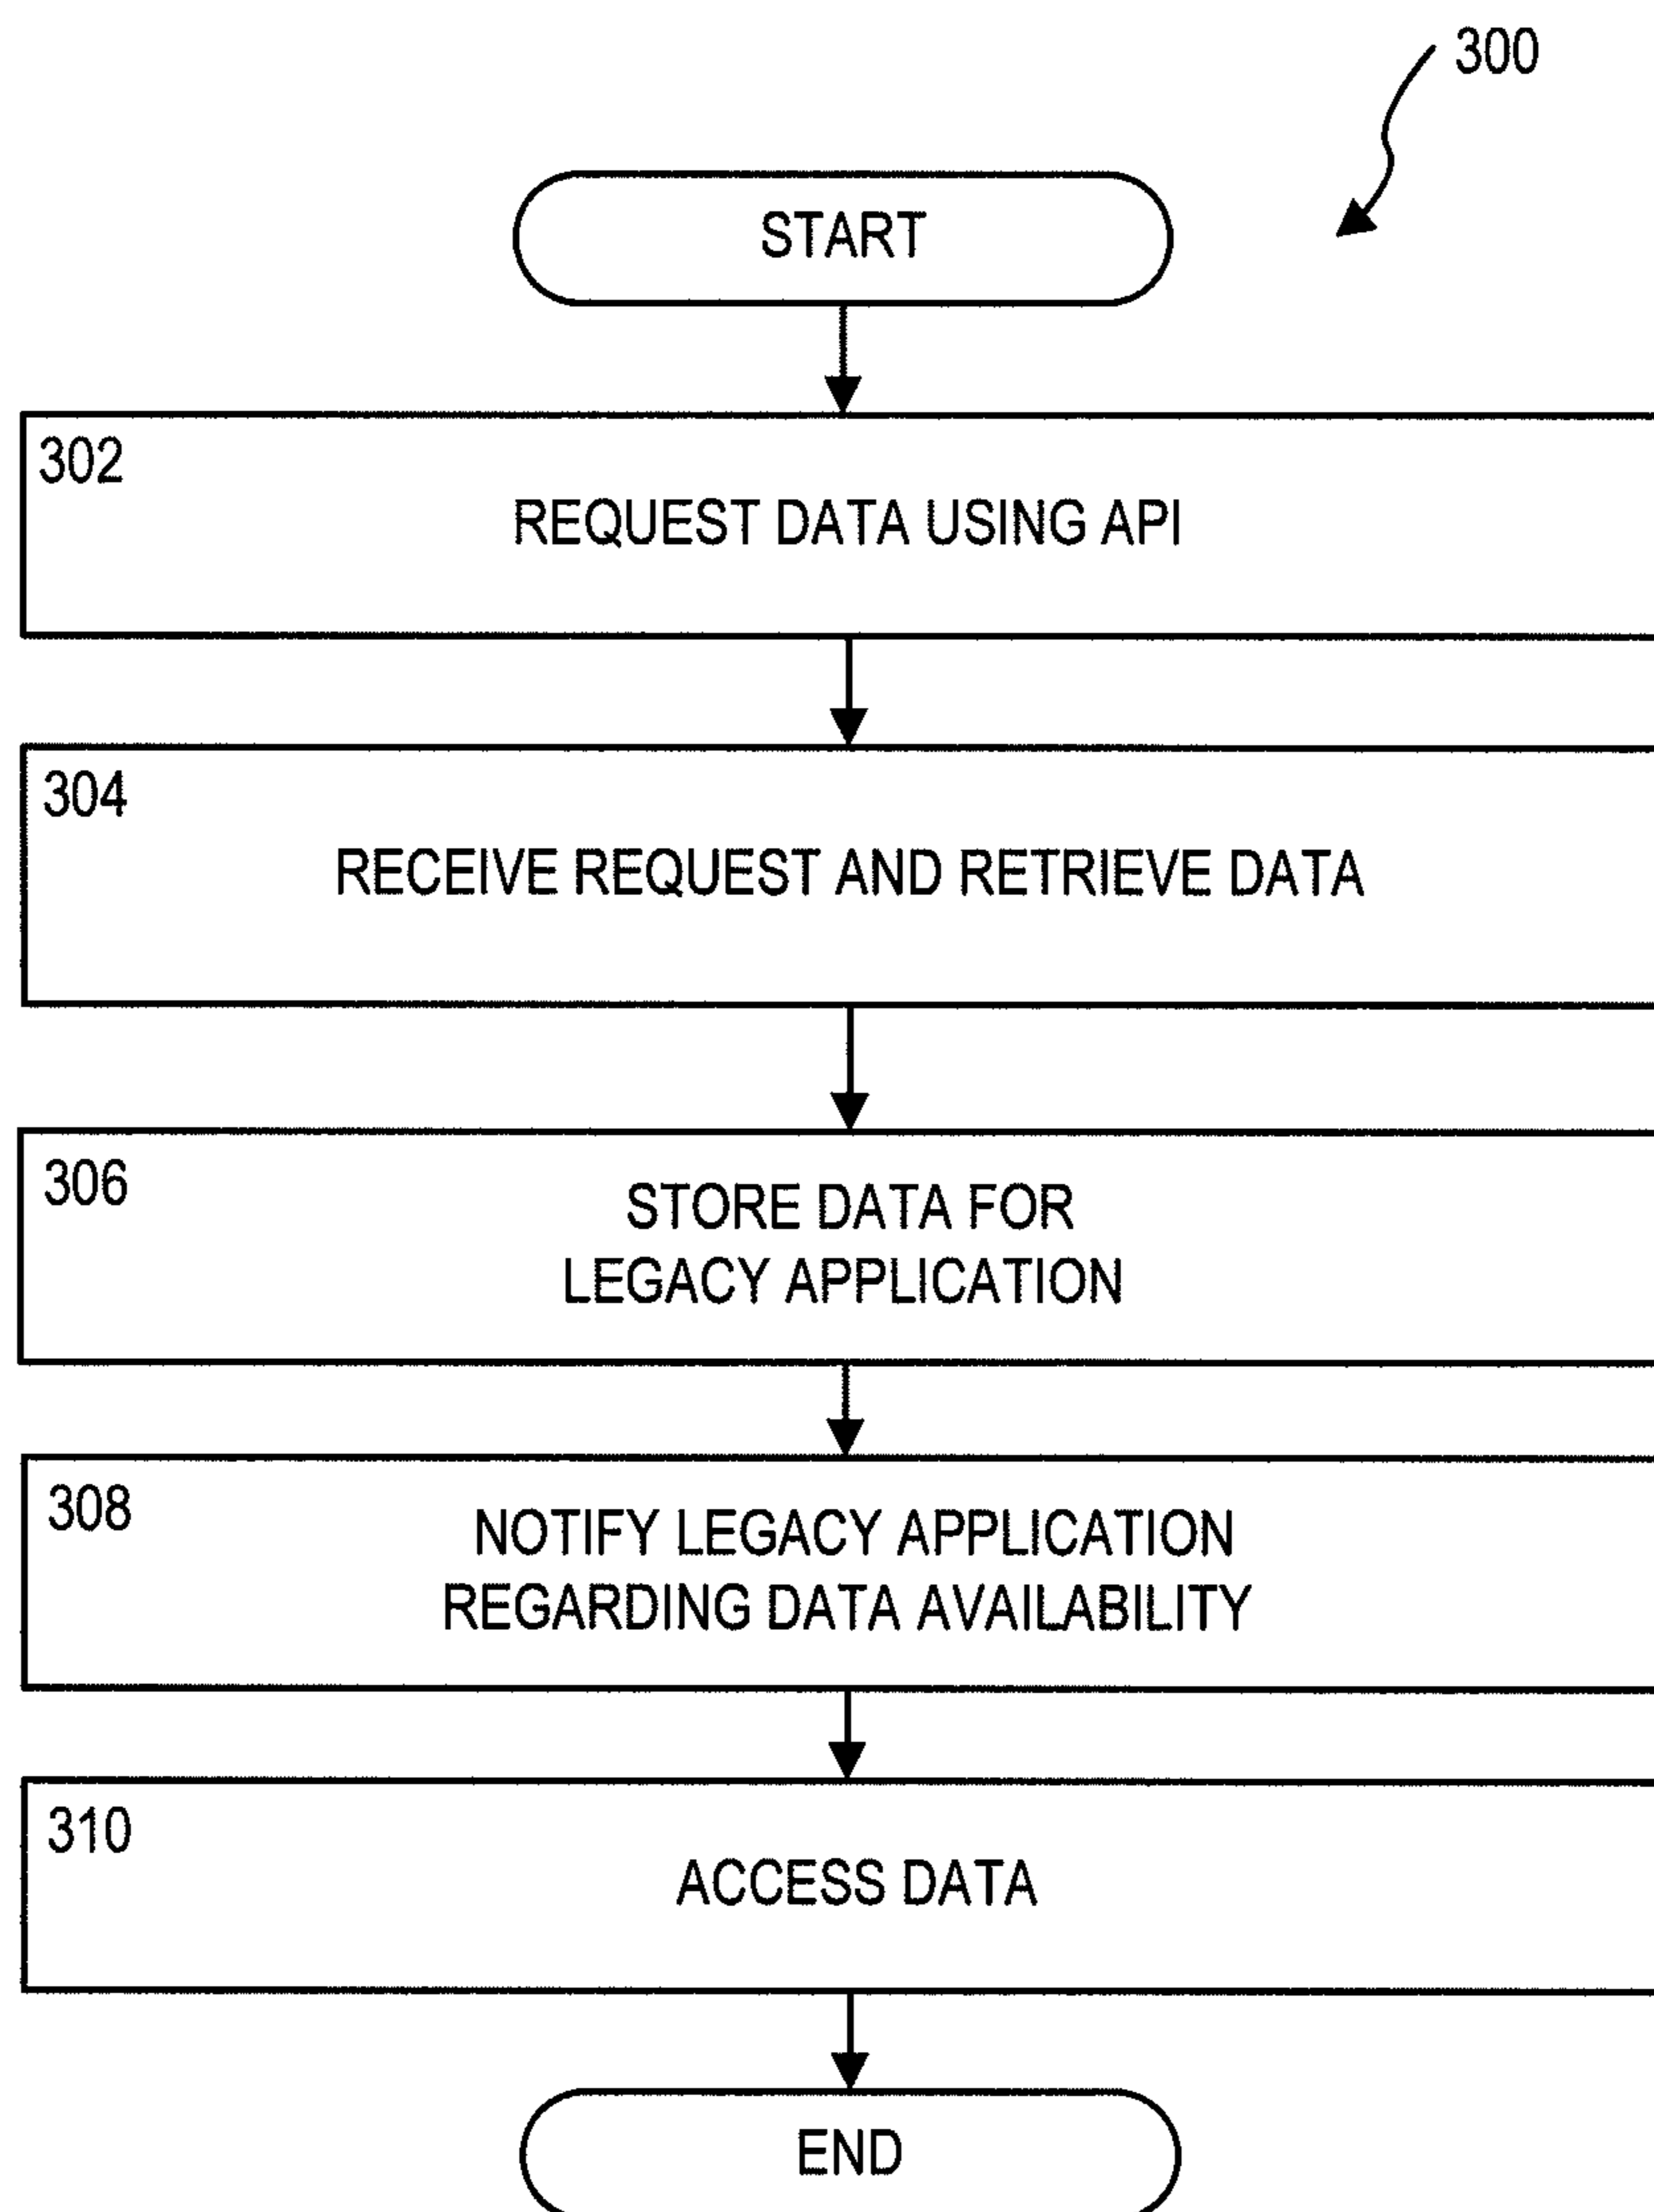 300
START
302
REQUEST DATA USING API
304
RECEIVE REQUEST AND RETRIEVE DATA
306
STORE DATA FOR
LEGACY APPLICATION
308
NOTIFY LEGACY APPLICATION
REGARDING DATA AVAILABILITY
310
ACCESS DATA
END